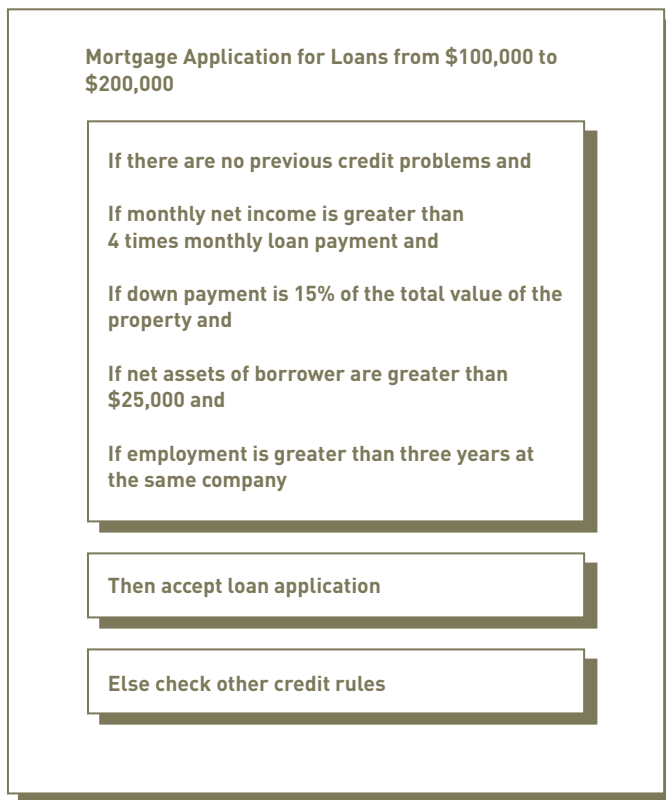 Mortgage Application for Loans from $100,000 to
$200,000
If there are no previous credit problems and
If monthly net income is greater than
4 times monthly loan payment and
If down payment is 15% of the total value of the
property and
If net assets of borrower are greater than
$25,000 and
If employment is greater than three years at
the same company
Then accept loan application
Else check other credit rules